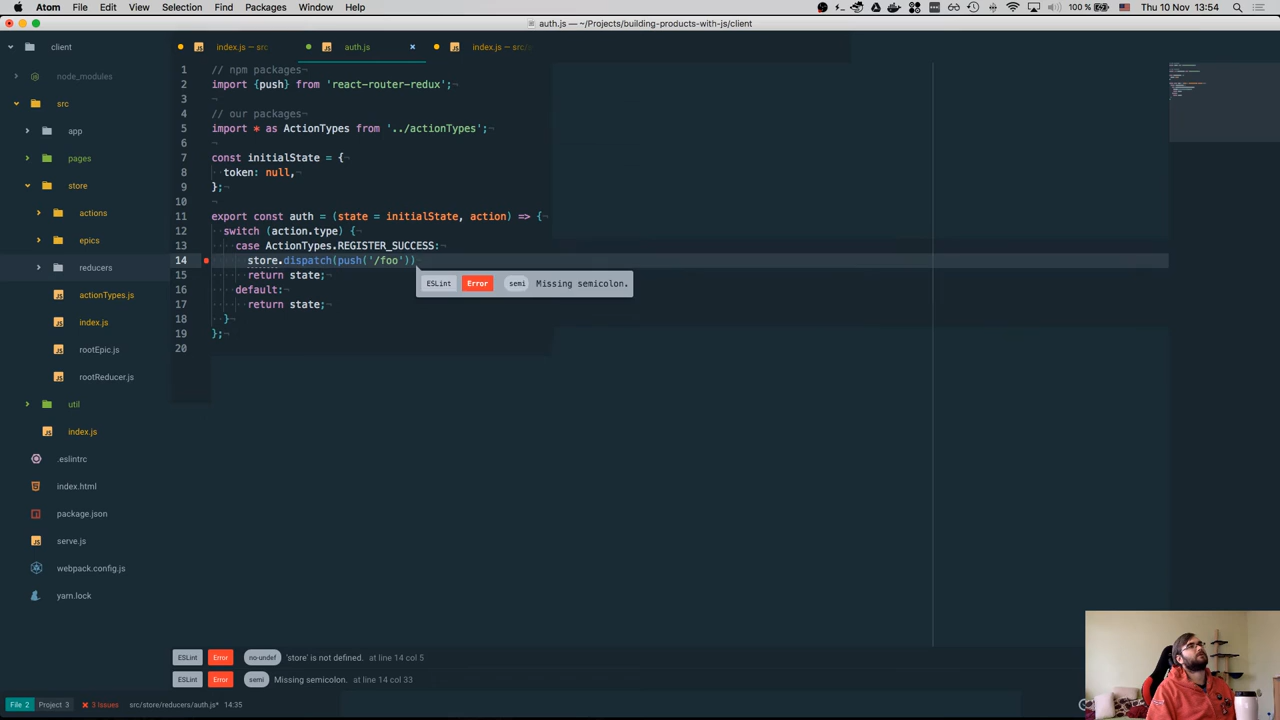 Atom File Edit View Selection Find Packages Window Help
100 % Thu 10 Nov 13:54
auth.js — ~/Projects/building-products-with-js/client
client
index.js — src
auth.js
index.js — src/
node_modules
src
app
pages
store
actions
epics
reducers
actionTypes.js
index.js
rootEpic.js
rootReducer.js
util
index.js
.eslintrc
index.html
package.json
serve.js
webpack.config.js
yarn.lock
1 // npm packages
2 import {push} from 'react-router-redux';
3
4 // our packages
5 import * as ActionTypes from '../actionTypes';
6
7 const initialState = {
8 token: null,
9 };
10
11 export const auth = (state = initialState, action) => {
12 switch (action.type) {
13 case ActionTypes.REGISTER_SUCCESS:
14 store.dispatch(push('/foo'))
15 return state;
16 default:
17 return state;
18 }
19 };
20
ESLint Error semi Missing semicolon.
ESLint Error no-undef 'store' is not defined. at line 14 col 5
ESLint Error semi Missing semicolon. at line 14 col 33
File 2 Project 3 3 Issues src/store/reducers/auth.js* 14:35